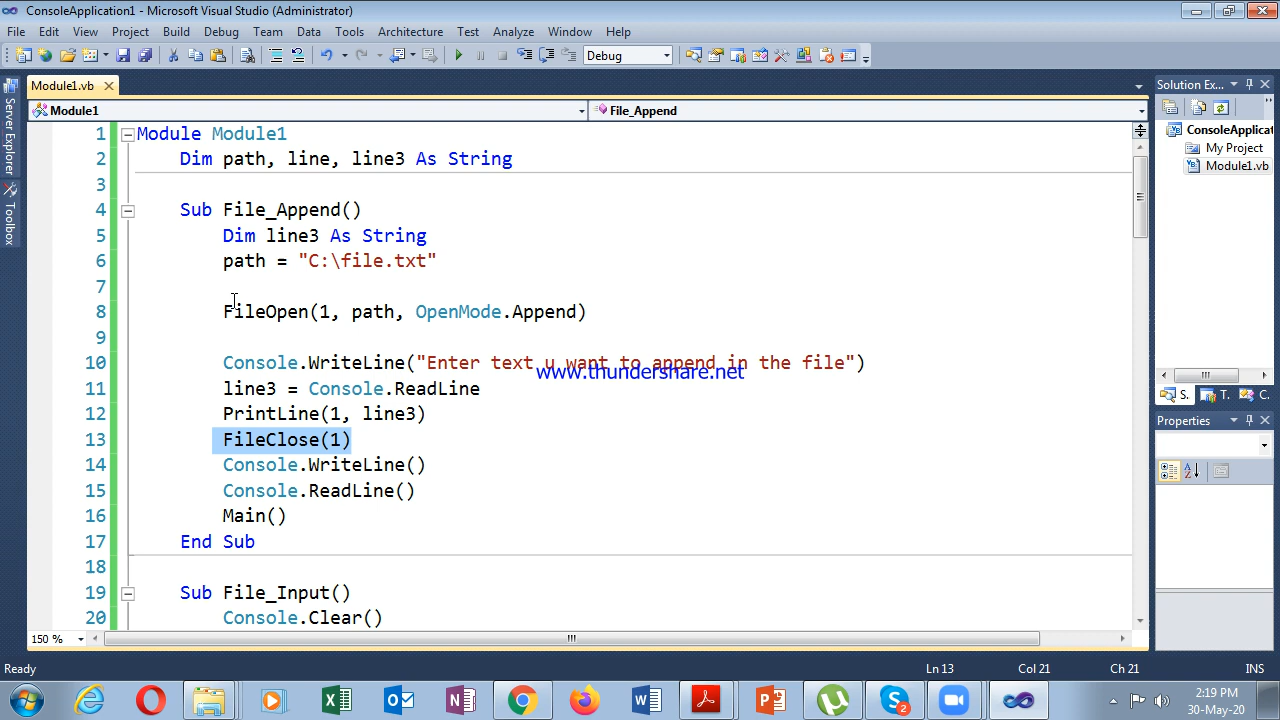 ConsoleApplication1 - Microsoft Visual Studio (Administrator)
File Edit View Project Build Debug Team Data Tools Architecture Test Analyze Window Help
Debug
Module1.vb
Solution Ex...
Module1
File_Append
Server Explorer
Toolbox
ConsoleApplicat
My Project
Module1.vb
1 Module Module1
2 Dim path, line, line3 As String
3
4 Sub File_Append()
5 Dim line3 As String
6 path = "C:\file.txt"
7
8 FileOpen(1, path, OpenMode.Append)
9
10 Console.WriteLine("Enter text u want to append in the file")
www.thundershare.net
11 line3 = Console.ReadLine
12 PrintLine(1, line3)
13 FileClose(1)
14 Console.WriteLine()
15 Console.ReadLine()
16 Main()
17 End Sub
18
19 Sub File_Input()
20 Console.Clear()
S. T. C.
Properties
150 %
Ready Ln 13 Col 21 Ch 21 INS
2
2:19 PM
30-May-20